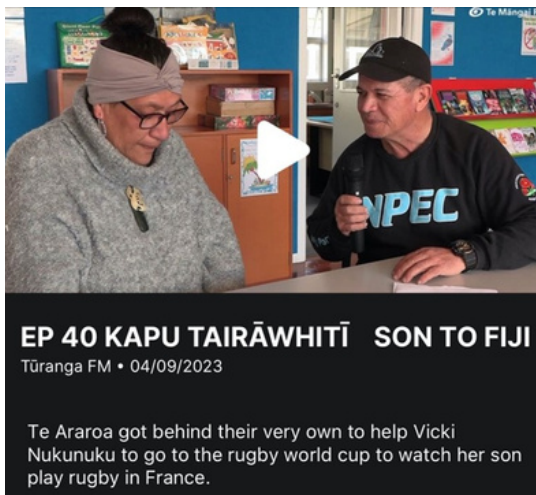 Te Māngai
NPEC
EP 40 KAPU TAIRĀWHITĪ SON TO FIJI
Tūranga FM • 04/09/2023
Te Araroa got behind their very own to help Vicki
Nukunuku to go to the rugby world cup to watch her son
play rugby in France.